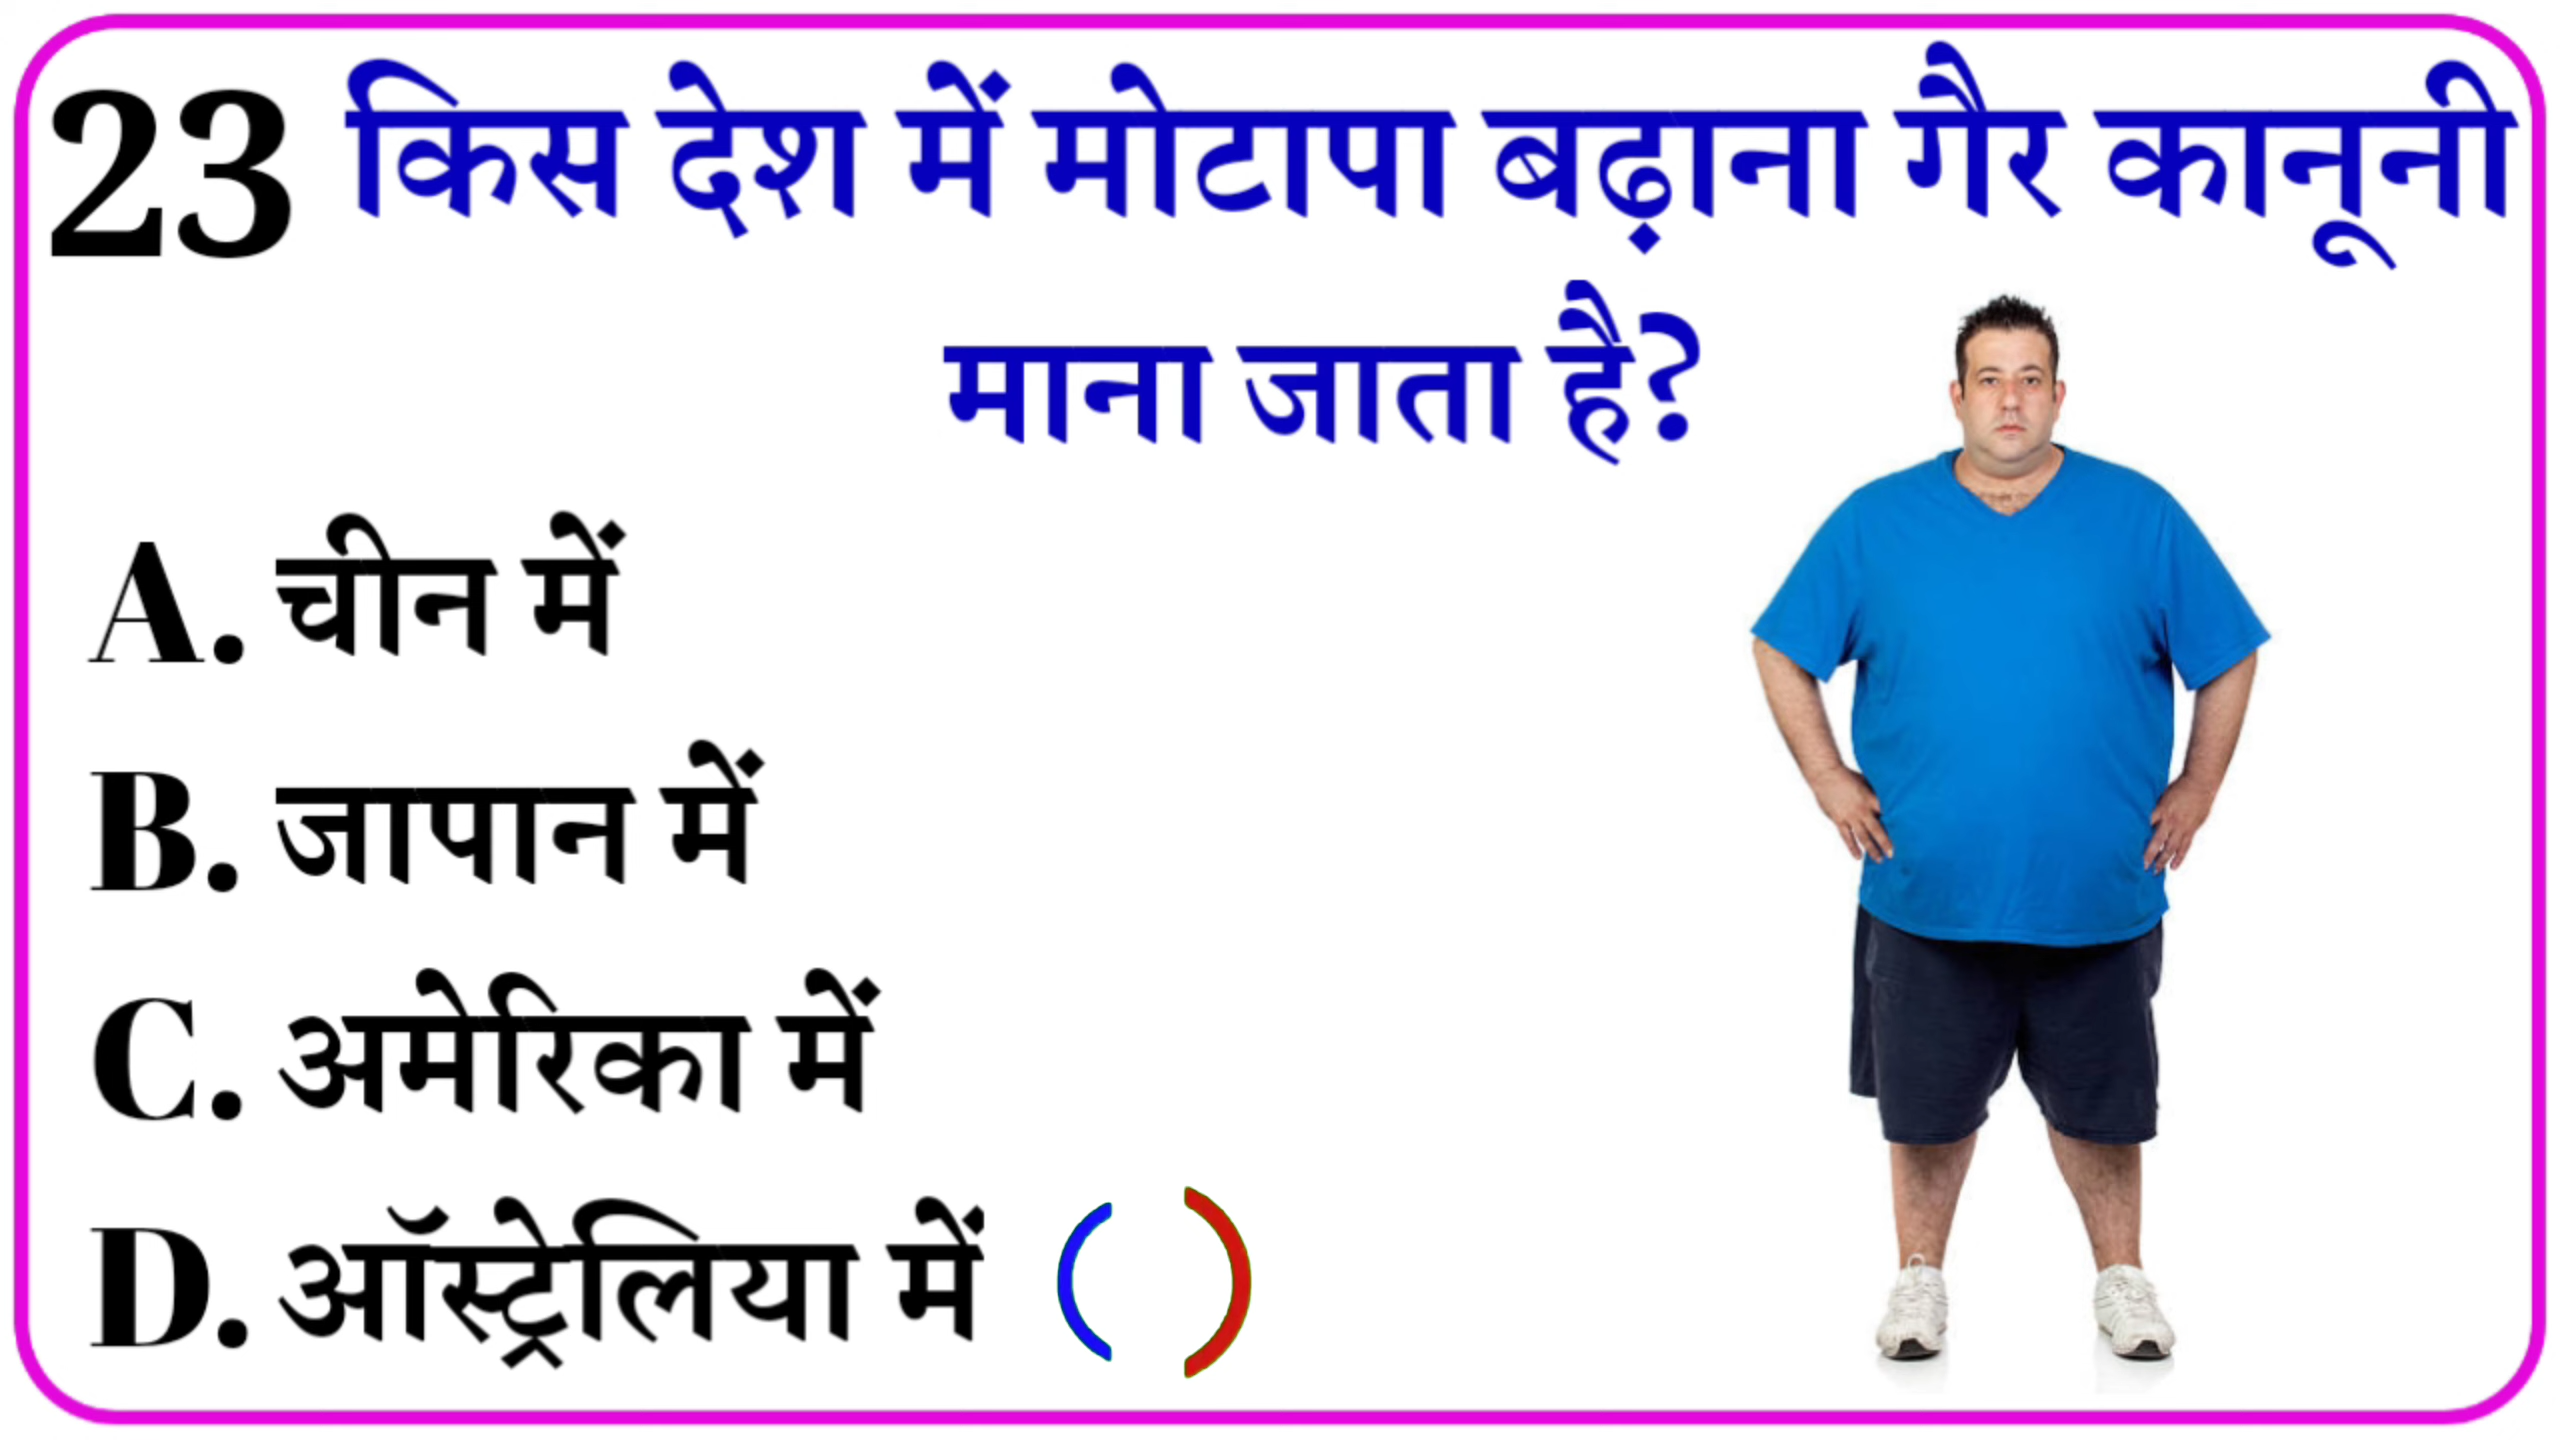 23 किस देश में मोटापा बढ़ाना गैर कानूनी
माना जाता है?
A. चीन में
B. जापान में
C. अमेरिका में
D. ऑस्ट्रेलिया में ( )